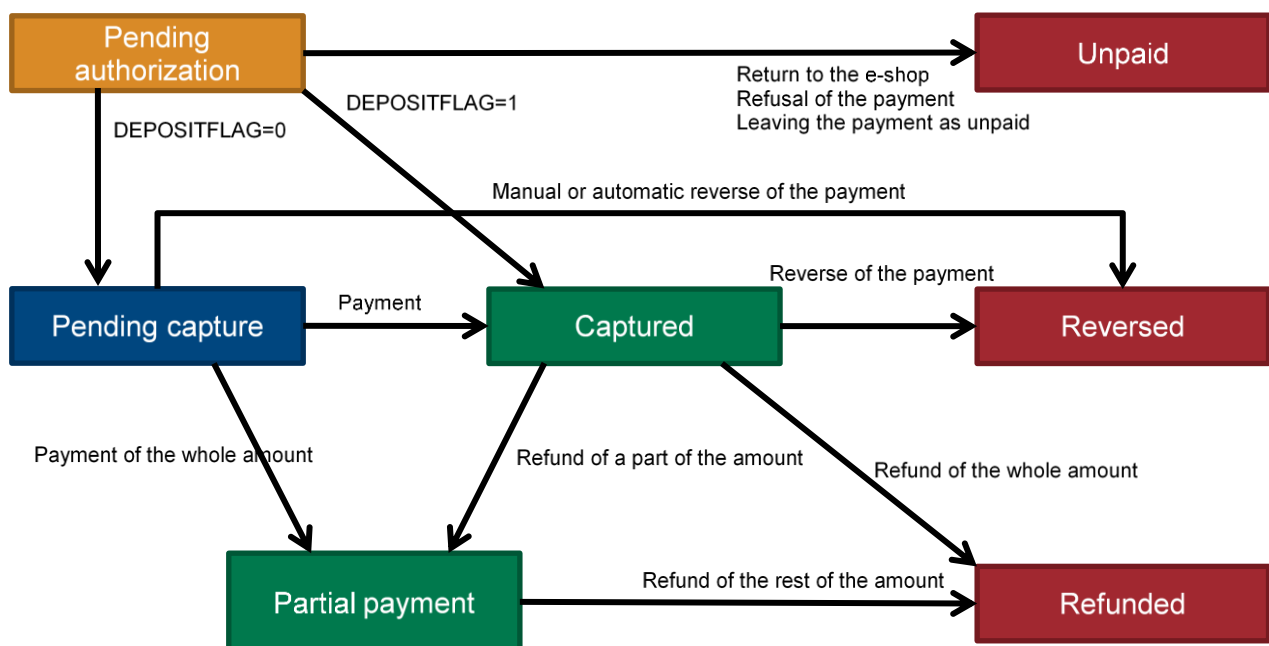 Pending
authorization
Unpaid
Return to the e-shop
Refusal of the payment
Leaving the payment as unpaid
DEPOSITFLAG=1
DEPOSITFLAG=0
Manual or automatic reverse of the payment
Pending capture
Payment
Captured
Reverse of the payment
Reversed
Payment of the whole amount
Refund of a part of the amount
Refund of the whole amount
Partial payment
Refund of the rest of the amount
Refunded